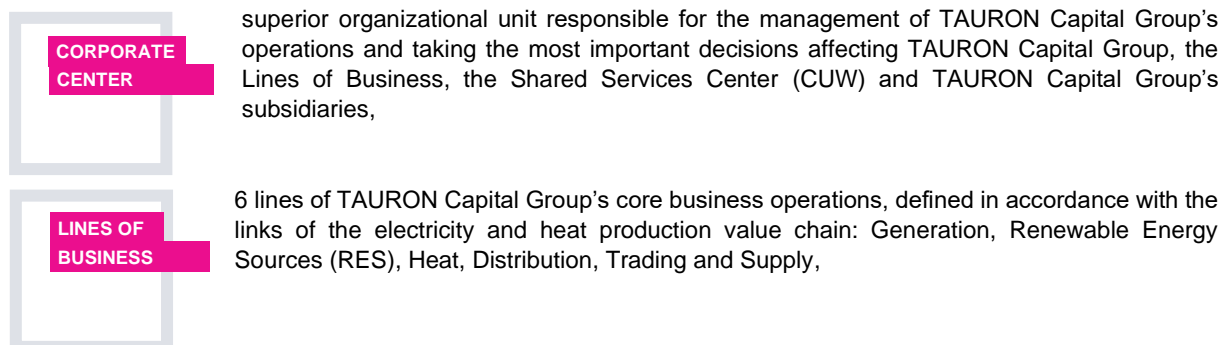 CORPORATE
CENTER
superior organizational unit responsible for the management of TAURON Capital Group’s
operations and taking the most important decisions affecting TAURON Capital Group, the
Lines of Business, the Shared Services Center (CUW) and TAURON Capital Group’s
subsidiaries,
LINES OF
BUSINESS
6 lines of TAURON Capital Group’s core business operations, defined in accordance with the
links of the electricity and heat production value chain: Generation, Renewable Energy
Sources (RES), Heat, Distribution, Trading and Supply,